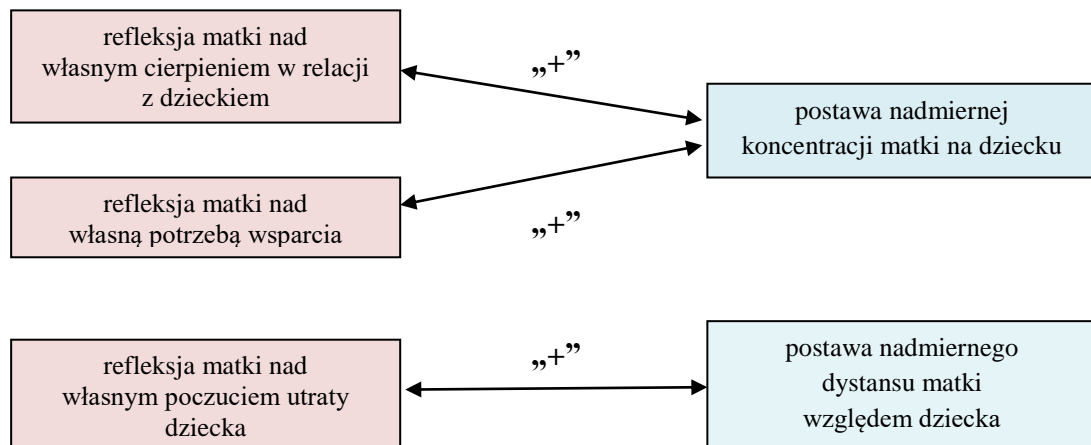 refleksja matki nad
własnym cierpieniem w relacji
z dzieckiem
„+”
postawa nadmiernej
koncentracji matki na dziecku
refleksja matki nad
własną potrzebą wsparcia
„+”
refleksja matki nad
własnym poczuciem utraty
dziecka
„+”
postawa nadmiernego
dystansu matki
względem dziecka